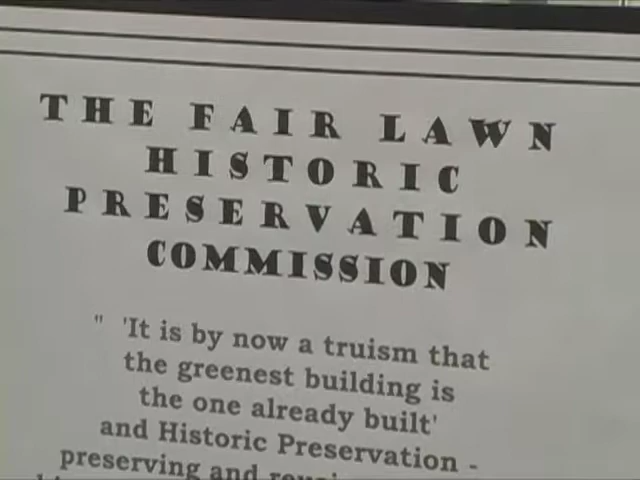 THE FAIR LAWN
HISTORIC
PRESERVATION
COMMISSION
" 'It is by now a truism that
the greenest building is
the one already built'
and Historic Preservation -
preserving and